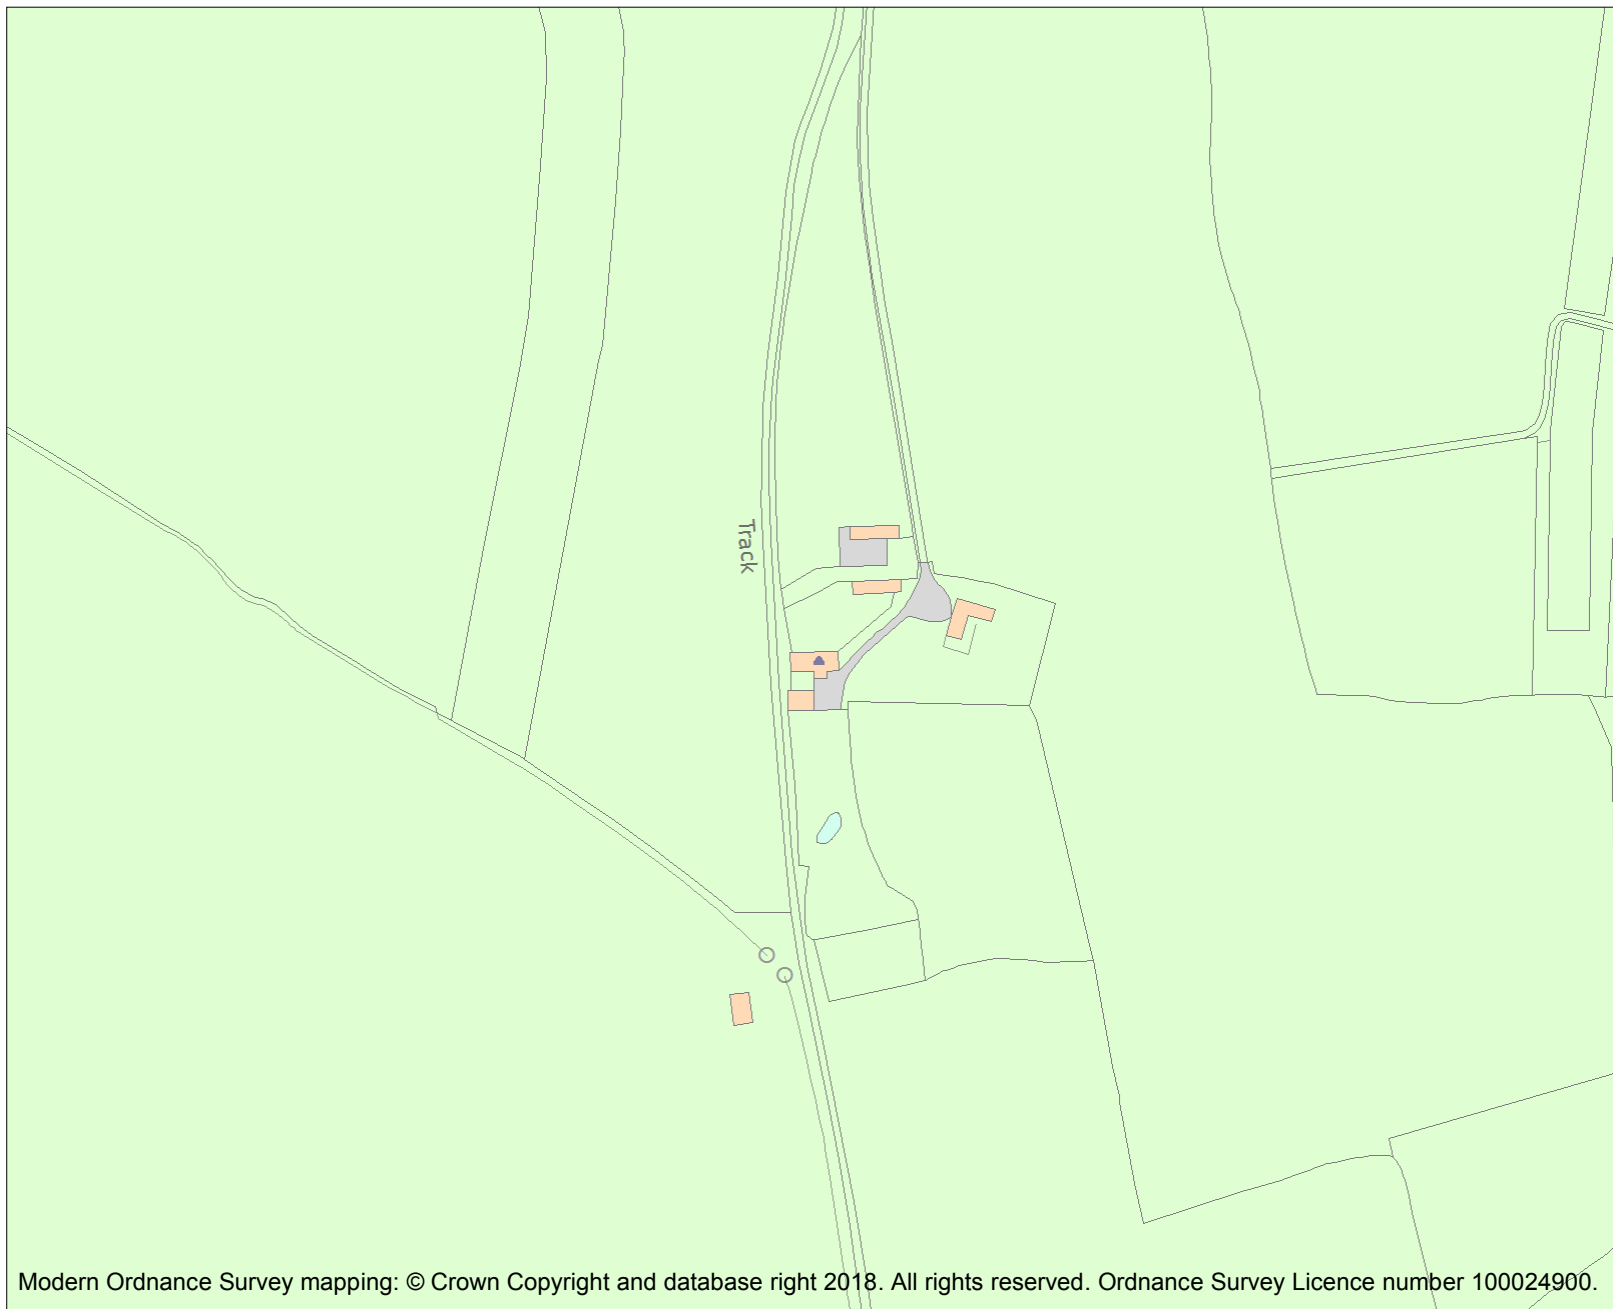 Track
Modern Ordnance Survey mapping: © Crown Copyright and database right 2018. All rights reserved. Ordnance Survey Licence number 100024900.